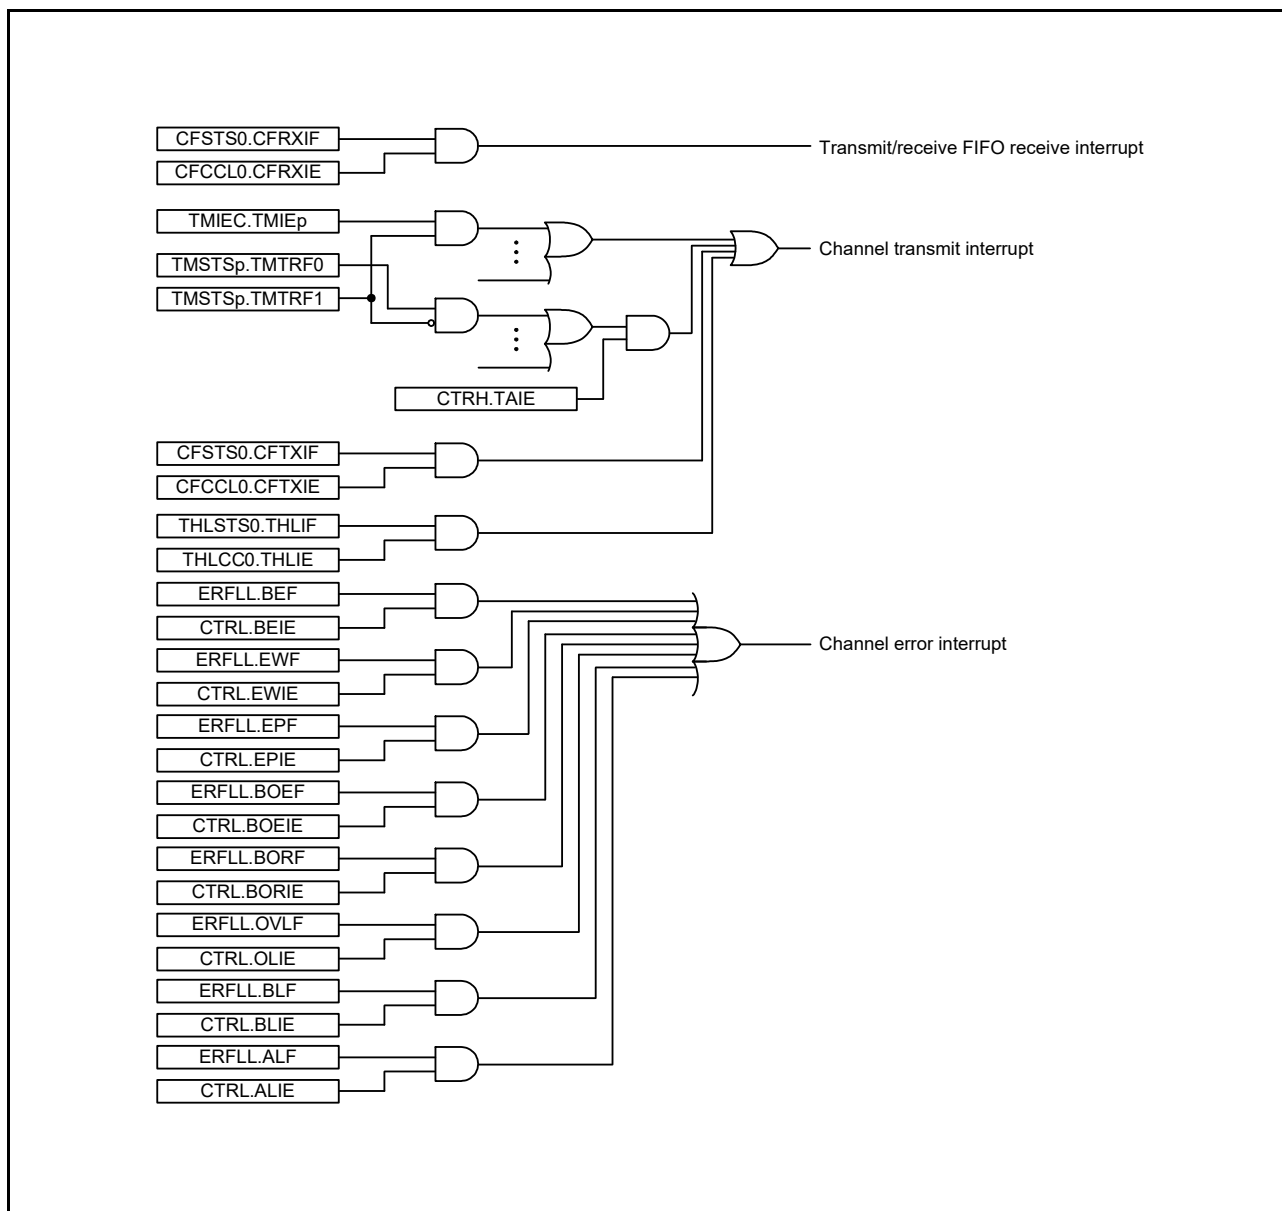 CFSTS0.CFRXIF
CFCCL0.CFRXIE
Transmit/receive FIFO receive interrupt
TMIEC.TMIEp
TMSTSp.TMTRF0
TMSTSp.TMTRF1
Channel transmit interrupt
CTRH.TAIE
CFSTS0.CFTXIF
CFCCL0.CFTXIE
THLSTS0.THLIF
THLCC0.THLIE
ERFLL.BEF
CTRL.BEIE
ERFLL.EWF
Channel error interrupt
CTRL.EWIE
ERFLL.EPF
CTRL.EPIE
ERFLL.BOEF
CTRL.BOEIE
ERFLL.BORF
CTRL.BORIE
ERFLL.OVLF
CTRL.OLIE
ERFLL.BLF
CTRL.BLIE
ERFLL.ALF
CTRL.ALIE